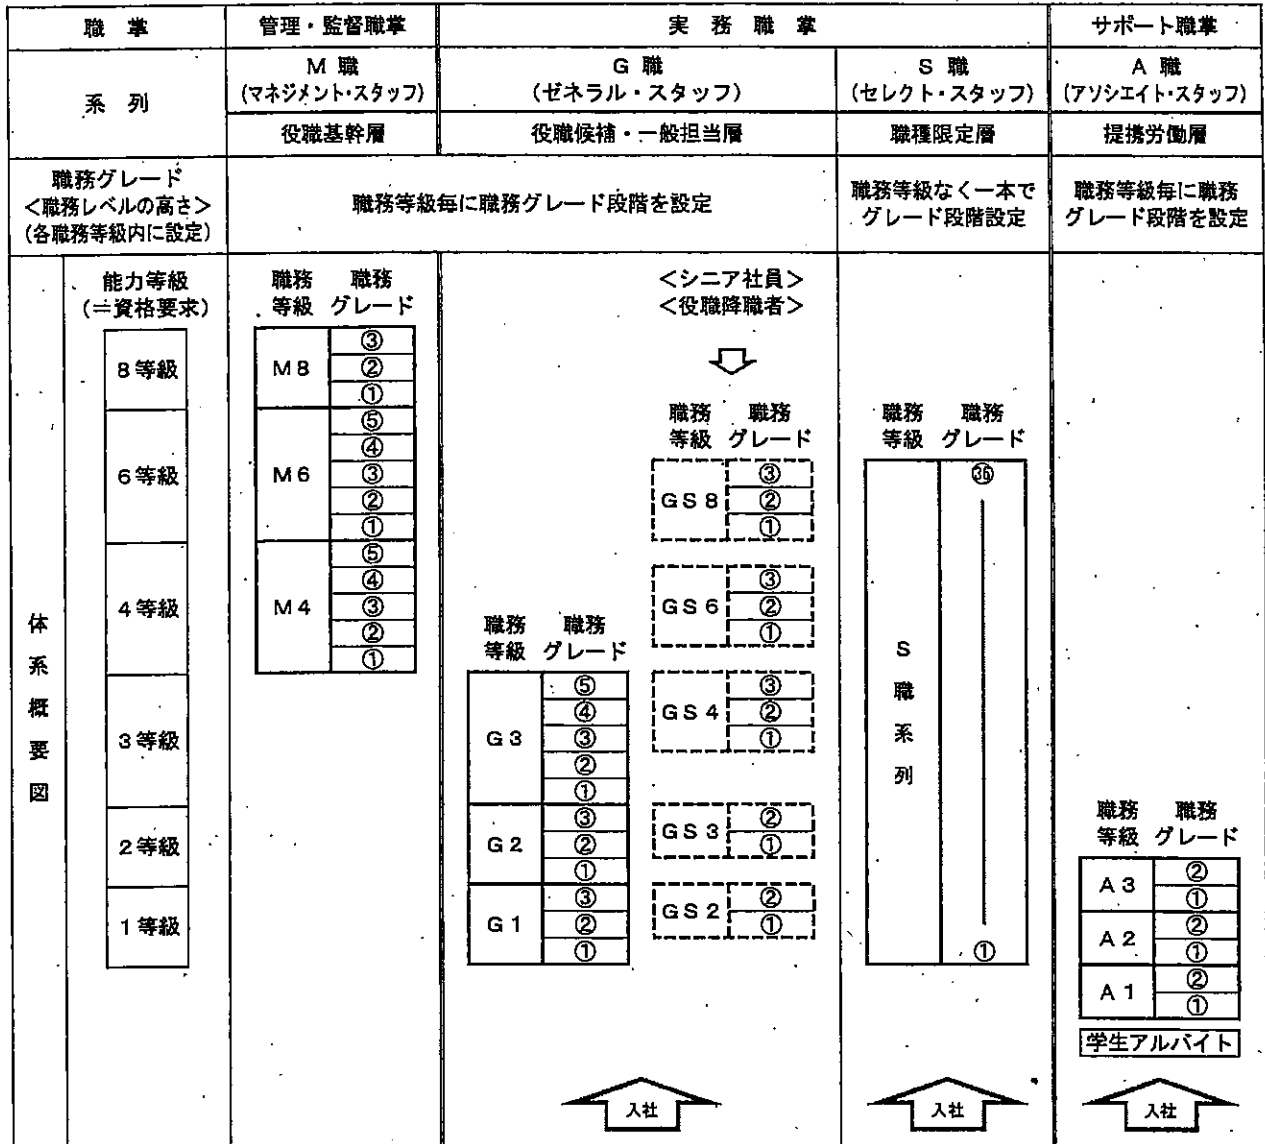 職 掌 管理・監督職掌 実 務 職 掌 サポート職掌
系 列
M 職 G 職 S 職 A 職
(マネジメント・スタッフ) (ゼネラル・スタッフ) (セレクト・スタッフ) (アソシエイト・スタッフ)
役職基幹層 役職候補・一般担当層 職種限定層 提携労働層
職務グレード
<職務レベルの高さ>
(各職務等級内に設定)
職務等級毎に職務グレード段階を設定
職務等級なく一本で
グレード段階設定
職務等級毎に職務
グレード段階を設定
体系概要図
能力等級
(≒資格要求)
8等級
6等級
4等級
3等級
2等級
1等級
職務 職務
等級 グレード
M8
③
②
①
M6
⑤
④
③
②
①
M4
⑤
④
③
②
①
職務 職務
等級 グレード
G3
⑤
④
③
②
①
G2
③
②
①
G1
③
②
①
<シニア社員>
<役職降職者>
職務 職務
等級 グレード
GS8
③
②
①
GS6
③
②
①
GS4
③
②
①
GS3
②
①
GS2
②
①
職務 職務
等級 グレード
S職系列
㊱
①
職務 職務
等級 グレード
A3
②
①
A2
②
①
A1
②
①
学生アルバイト
入社 入社 入社